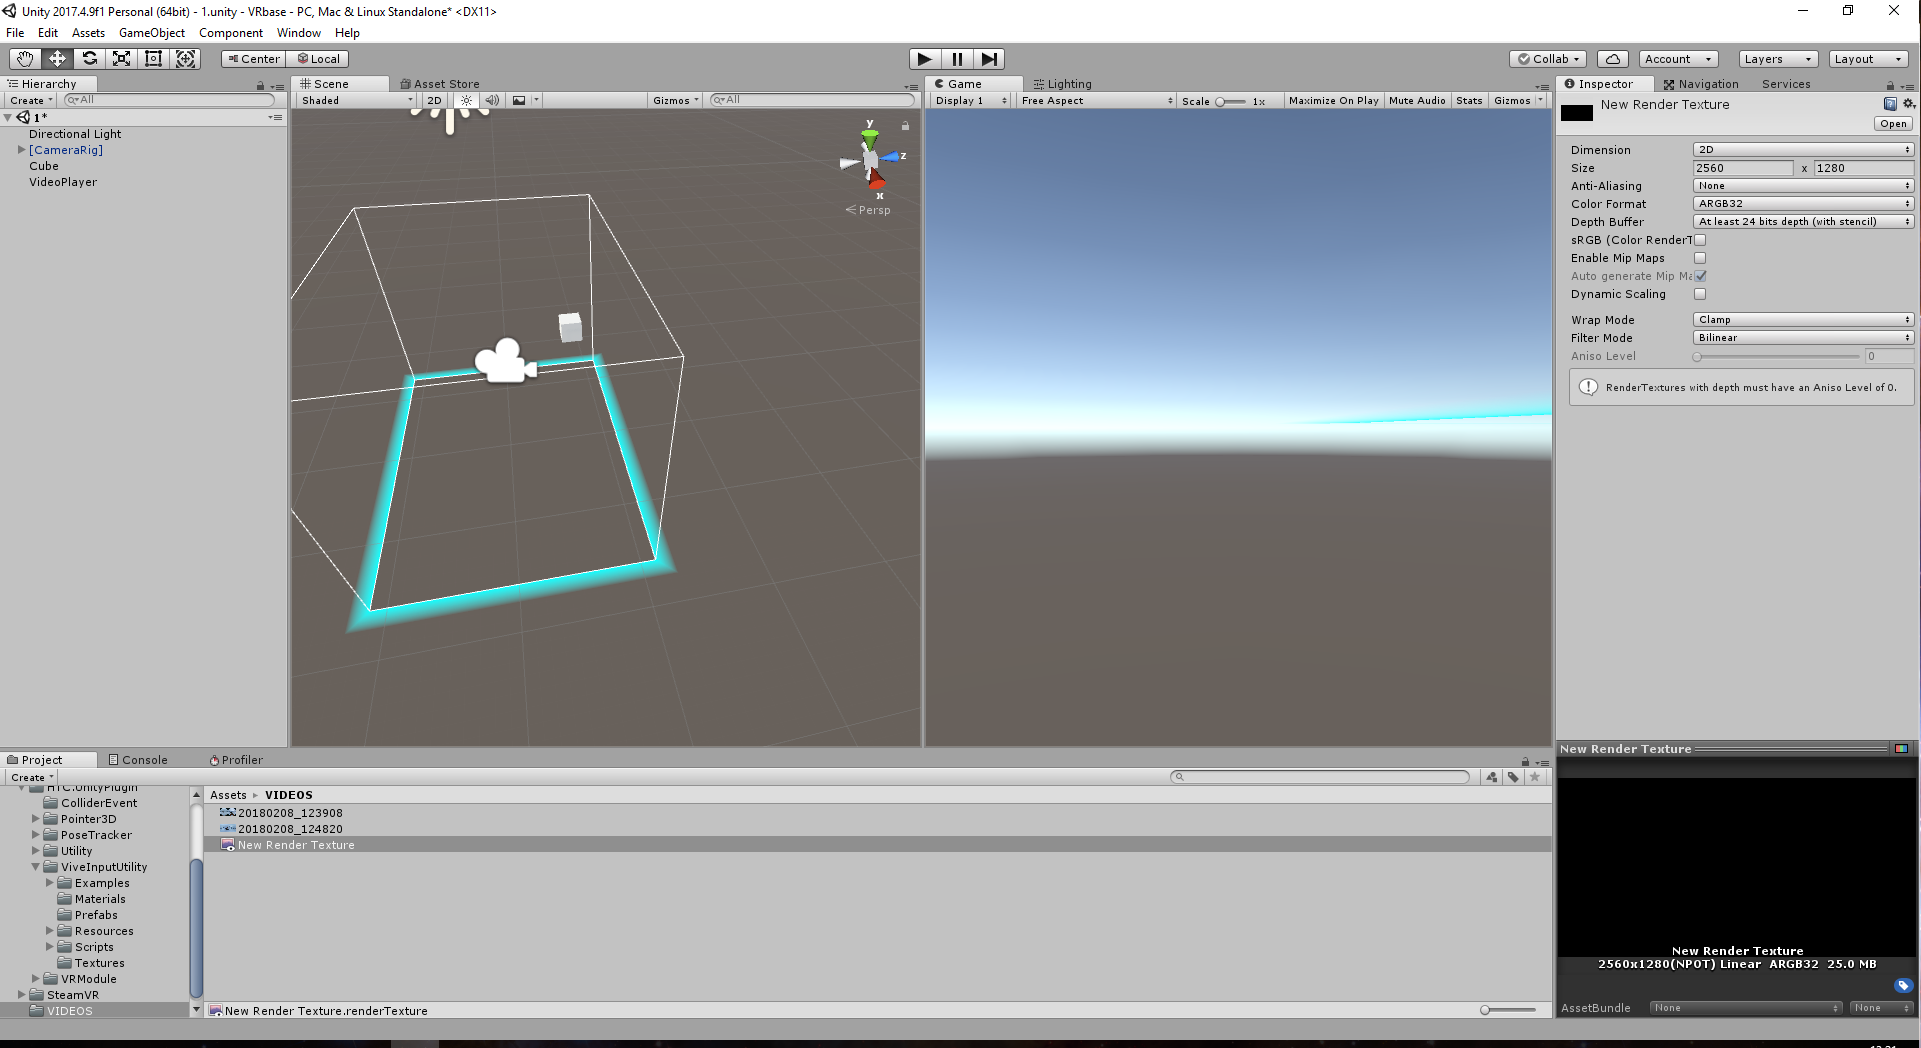 Unity 2017.4.9f1 Personal (64bit) - 1.unity - VRbase - PC, Mac & Linux Standalone* <DX11>
File Edit Assets GameObject Component Window Help
Center Local Collab Account Layers Layout
Hierarchy
Create All
1*
Directional Light
[CameraRig]
Cube
VideoPlayer
Scene Asset Store
Shaded 2D Gizmos All
y
z
x
Persp
Game Lighting
Display 1 Free Aspect Scale 1x Maximize On Play Mute Audio Stats Gizmos
Inspector Navigation Services
New Render Texture
Open
Dimension 2D
Size 2560 x 1280
Anti-Aliasing None
Color Format ARGB32
Depth Buffer At least 24 bits depth (with stencil)
sRGB (Color RenderT
Enable Mip Maps
Auto generate Mip Ma
Dynamic Scaling
Wrap Mode Clamp
Filter Mode Bilinear
Aniso Level 0
RenderTextures with depth must have an Aniso Level of 0.
Project Console Profiler
Create
HTC.UnityPlugin
ColliderEvent
Pointer3D
PoseTracker
Utility
ViveInputUtility
Examples
Materials
Prefabs
Resources
Scripts
Textures
VRModule
SteamVR
VIDEOS
Assets VIDEOS
20180208_123908
20180208_124820
New Render Texture
New Render Texture.renderTexture
New Render Texture
New Render Texture
2560x1280(NPOT) Linear ARGB32 25.0 MB
AssetBundle None None